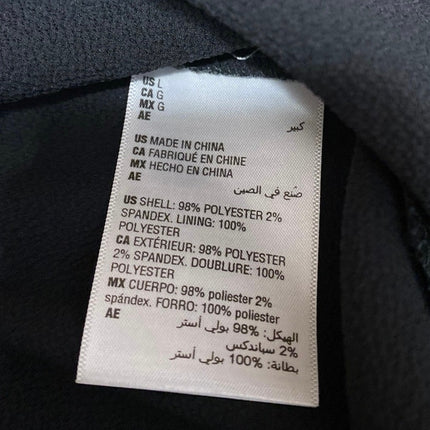 US L
CA G
MX G
AE
كبير
US MADE IN CHINA
CA FABRIQUÉ EN CHINE
MX HECHO EN CHINA
AE
صُنع في الصين
US SHELL: 98% POLYESTER 2%
SPANDEX. LINING: 100%
POLYESTER
CA EXTÉRIEUR: 98% POLYESTER
2% SPANDEX. DOUBLURE: 100%
POLYESTER
MX CUERPO: 98% poliester 2%
spándex. FORRO: 100% poliester
AE
الهيكل: 98% بولي أستر
2% سباندكس
بطانة: 100% بولي أستر